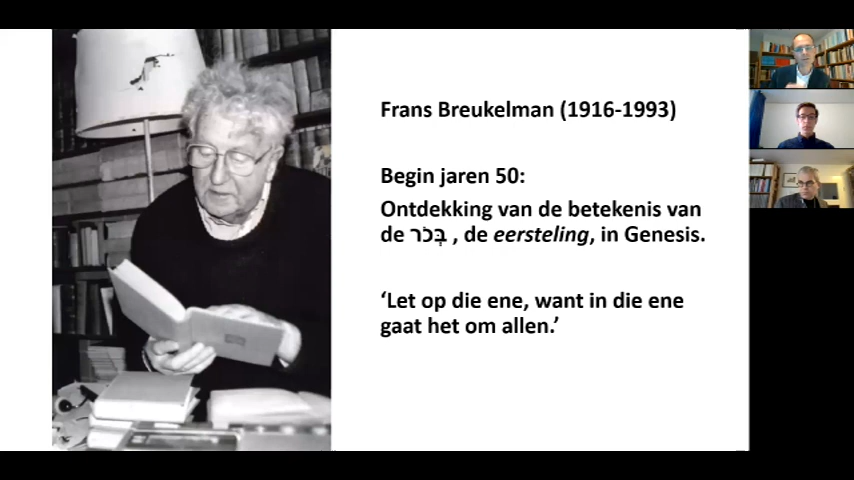 Frans Breukelman (1916-1993)
Begin jaren 50:
Ontdekking van de betekenis van
de בְּכֹר , de eersteling, in Genesis.
‘Let op die ene, want in die ene
gaat het om allen.’